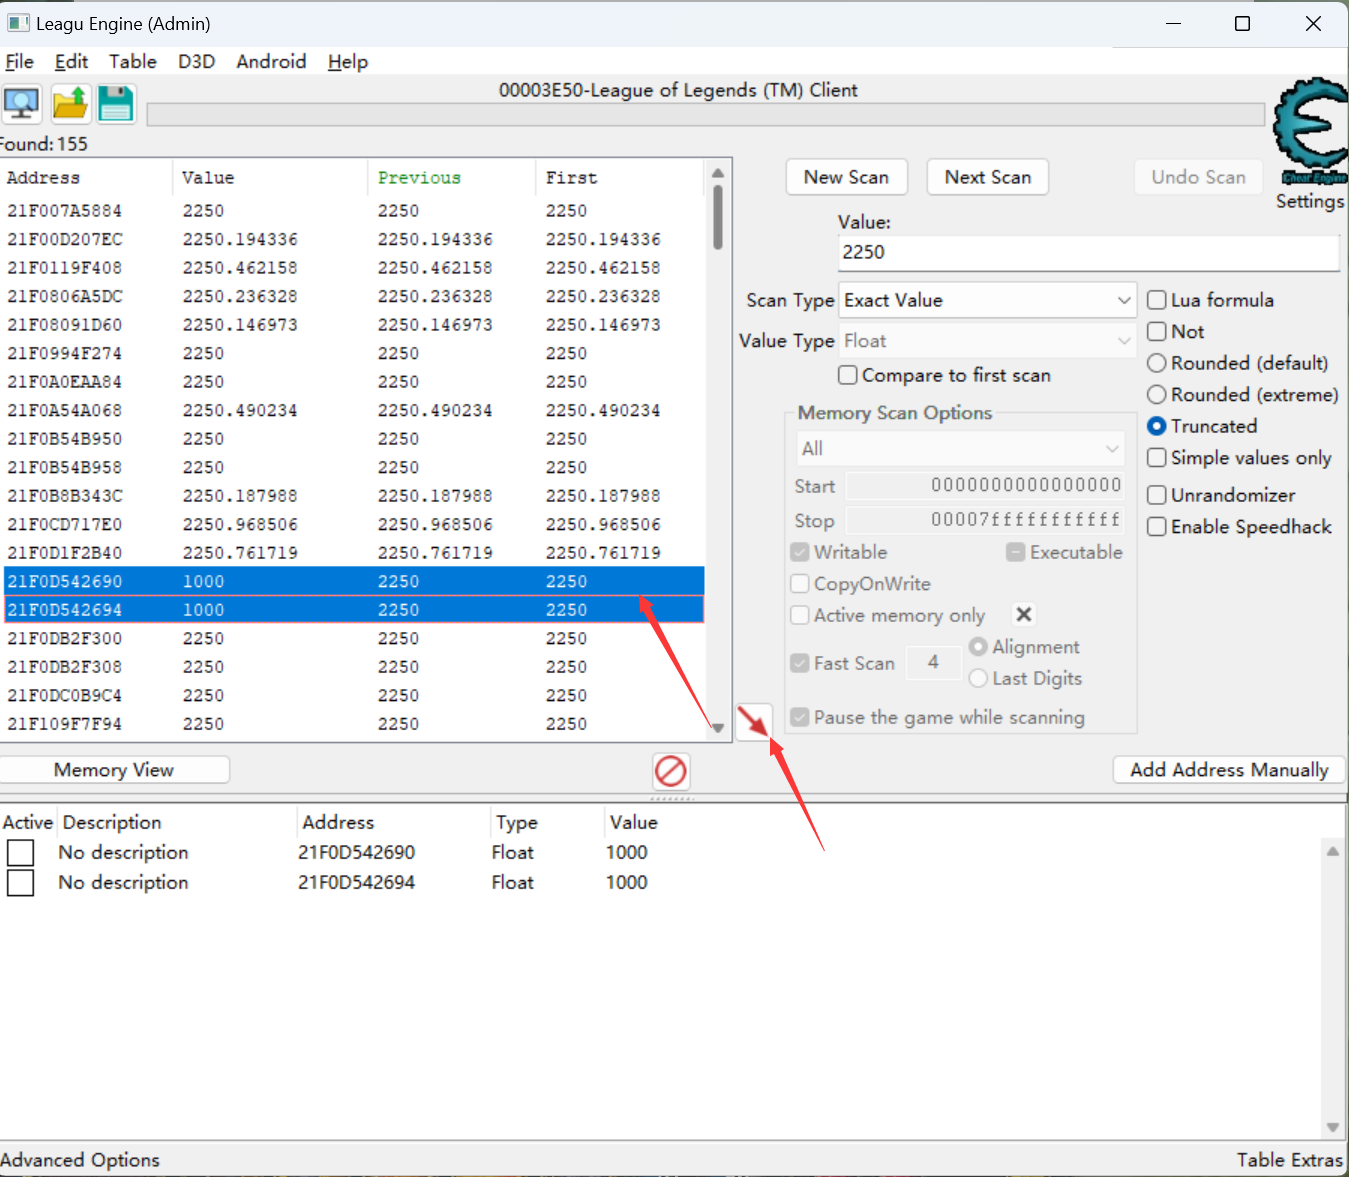 Leagu Engine (Admin)
File Edit Table D3D Android Help
00003E50-League of Legends (TM) Client
Found: 155
Cheat Engine
Settings
Address Value Previous First
21F007A5884 2250 2250 2250
21F00D207EC 2250.194336 2250.194336 2250.194336
21F0119F408 2250.462158 2250.462158 2250.462158
21F0806A5DC 2250.236328 2250.236328 2250.236328
21F08091D60 2250.146973 2250.146973 2250.146973
21F0994F274 2250 2250 2250
21F0A0EAA84 2250 2250 2250
21F0A54A068 2250.490234 2250.490234 2250.490234
21F0B54B950 2250 2250 2250
21F0B54B958 2250 2250 2250
21F0B8B343C 2250.187988 2250.187988 2250.187988
21F0CD717E0 2250.968506 2250.968506 2250.968506
21F0D1F2B40 2250.761719 2250.761719 2250.761719
21F0D542690 1000 2250 2250
21F0D542694 1000 2250 2250
21F0DB2F300 2250 2250 2250
21F0DB2F308 2250 2250 2250
21F0DC0B9C4 2250 2250 2250
21F109F7F94 2250 2250 2250
New Scan Next Scan Undo Scan
Value:
2250
Scan Type Exact Value
Value Type Float
Compare to first scan
Lua formula
Not
Rounded (default)
Rounded (extreme)
Truncated
Simple values only
Unrandomizer
Enable Speedhack
Memory Scan Options
All
Start 0000000000000000
Stop 00007fffffffffff
Writable Executable
CopyOnWrite
Active memory only
Fast Scan 4 Alignment
Last Digits
Pause the game while scanning
Memory View Add Address Manually
Active Description Address Type Value
No description 21F0D542690 Float 1000
No description 21F0D542694 Float 1000
Advanced Options Table Extras